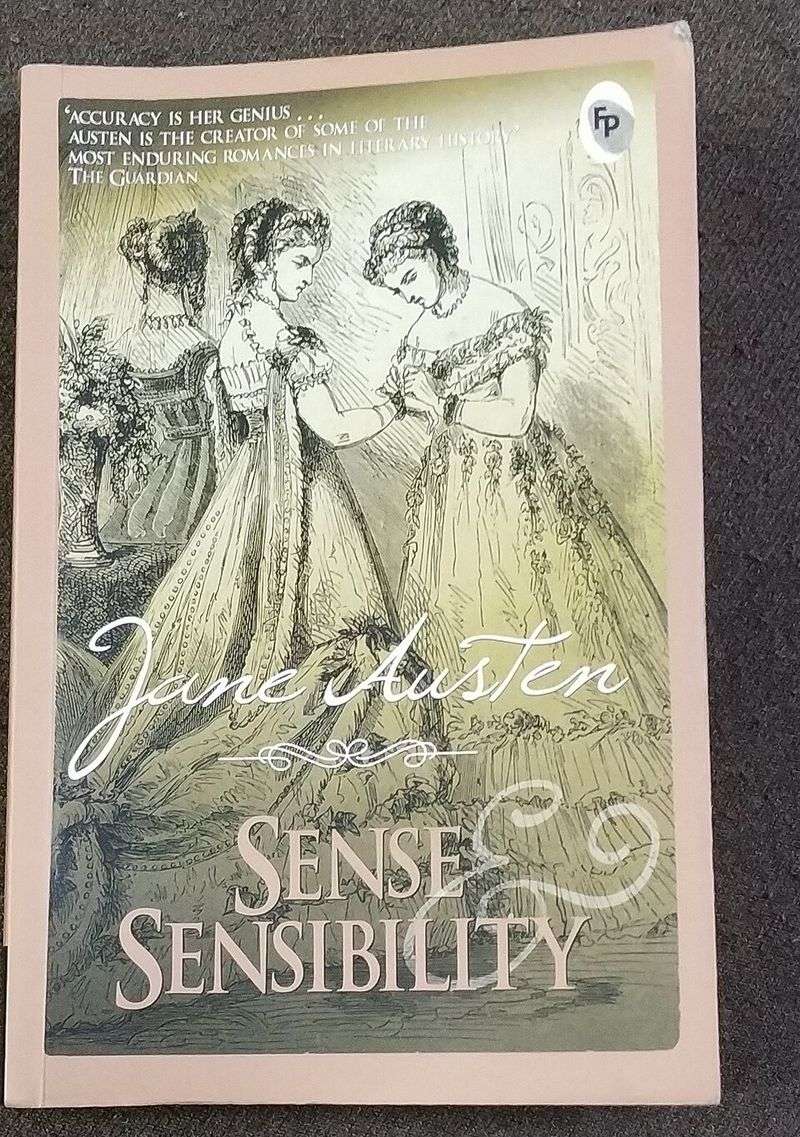 ‘ACCURACY IS HER GENIUS . . .
AUSTEN IS THE CREATOR OF SOME OF THE
MOST ENDURING ROMANCES IN LITERARY HISTORY’
THE GUARDIAN
FP
Jane Austen
SENSE &
SENSIBILITY